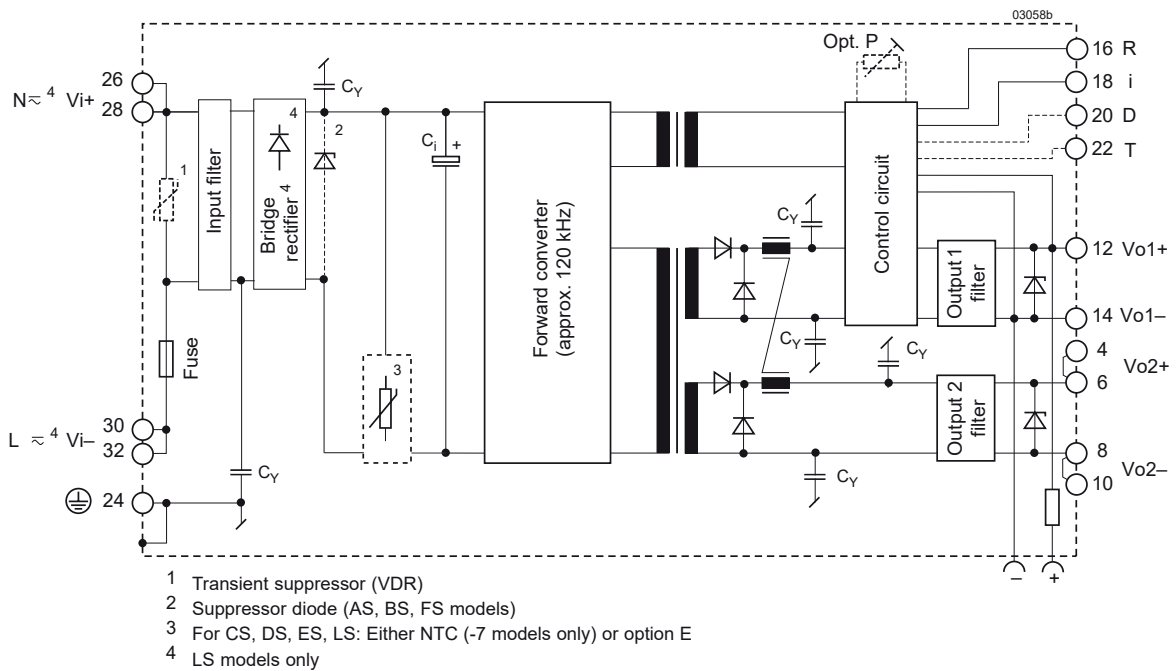 03058b
Opt. P
16 R
18 i
20 D
22 T
26
N ≂ 4 Vi+
28
CY
4
2
1
Ci +
Input filter
Bridge
rectifier 4
Forward converter
(approx. 120 kHz)
Control circuit
CY
12 Vo1+
Output 1
filter
14 Vo1–
CY
CY
4
Vo2+
6
Fuse
3
Output 2
filter
30
L ≂ 4 Vi–
32
8
Vo2–
10
CY
CY
24
– +
1 Transient suppressor (VDR)
2 Suppressor diode (AS, BS, FS models)
3 For CS, DS, ES, LS: Either NTC (-7 models only) or option E
4 LS models only